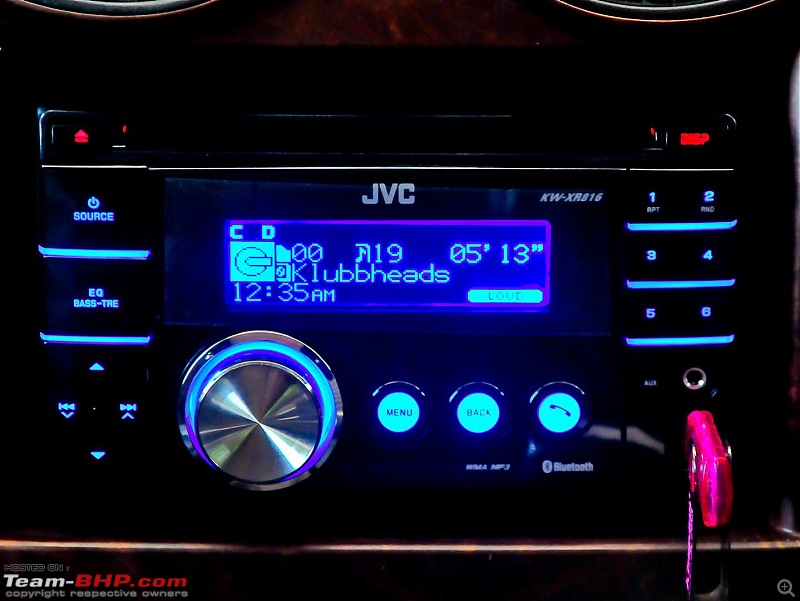 DISP
JVC
KW-XR816
SOURCE
EQ
BASS-TRE
CD
00 19 05'13"
Klubbheads
12:35AM
LOUD
1 2
RPT RND
3 4
5 6
AUX
MENU
BACK
WMA MP3
Bluetooth
HOSTED ON :
Team-BHP.com
copyright respective owners